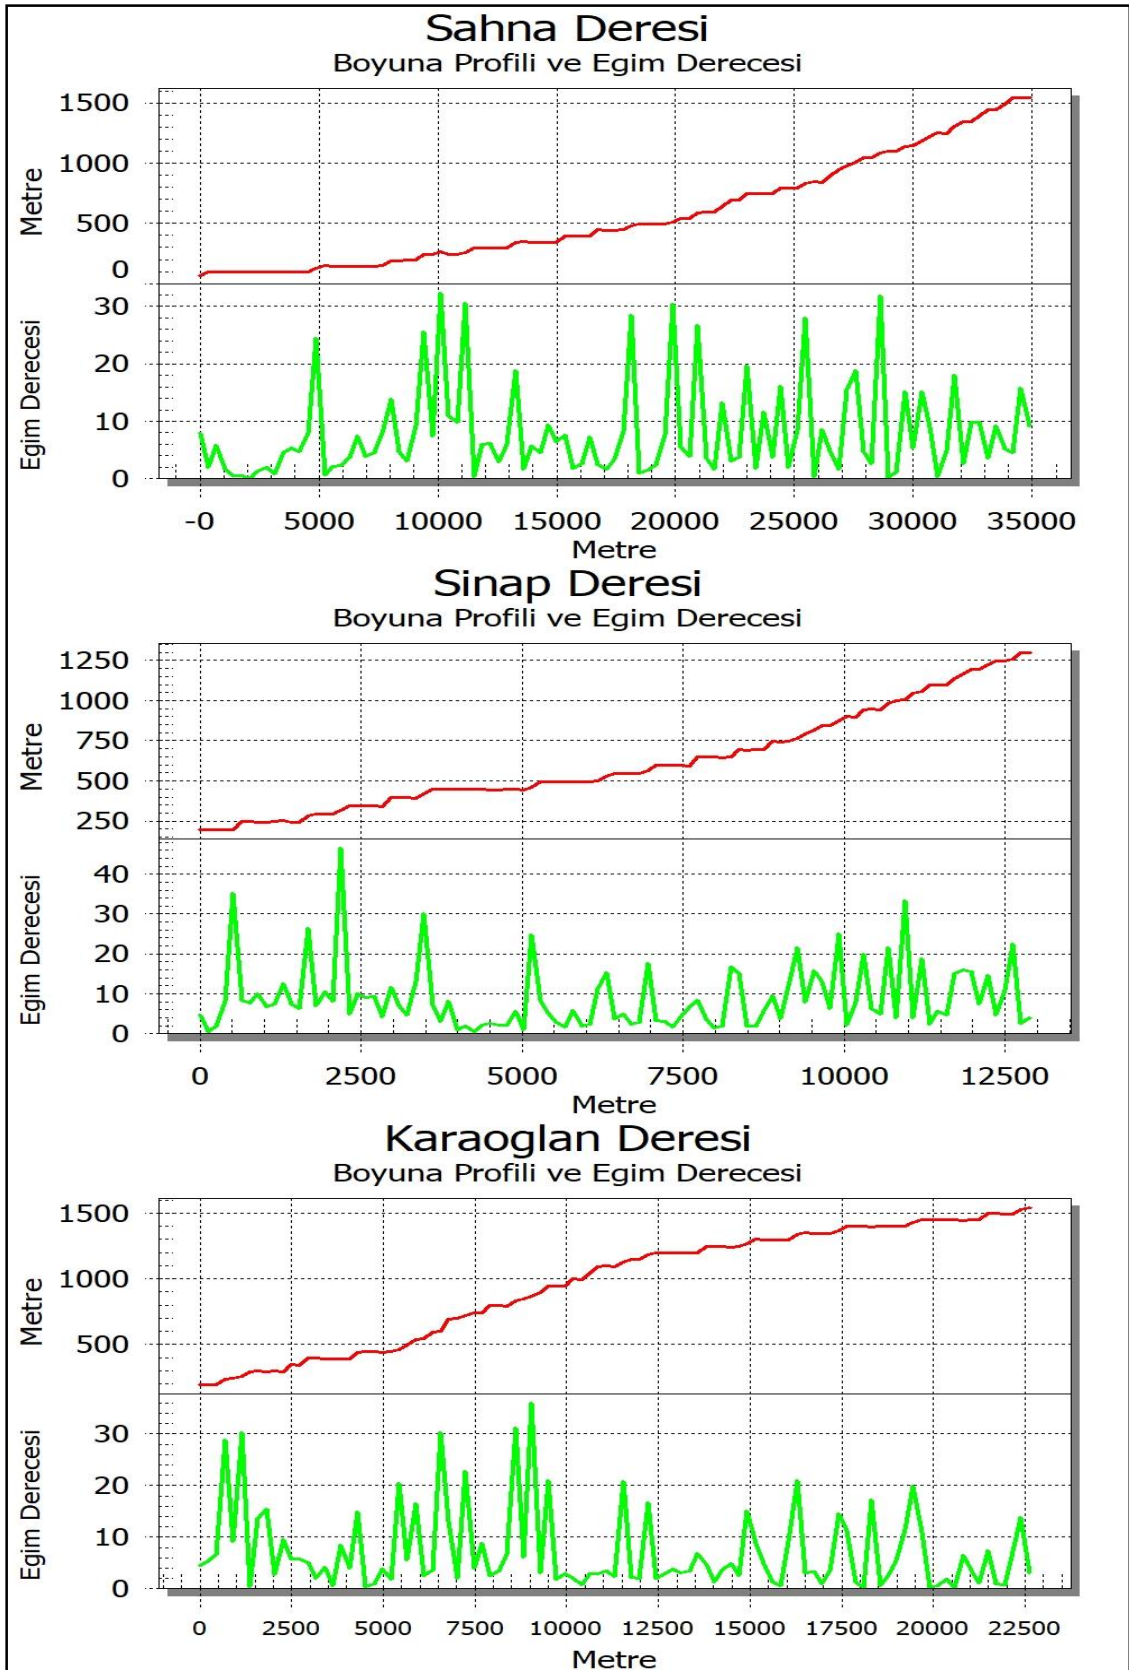 Sahna Deresi
Boyuna Profili ve Egim Derecesi
1500
1000
500
0
Metre
30
20
10
0
Egim Derecesi
-0 5000 10000 15000 20000 25000 30000 35000
Metre
Sinap Deresi
Boyuna Profili ve Egim Derecesi
1250
1000
750
500
250
Metre
40
30
20
10
0
Egim Derecesi
0 2500 5000 7500 10000 12500
Metre
Karaoglan Deresi
Boyuna Profili ve Egim Derecesi
1500
1000
500
Metre
30
20
10
0
Egim Derecesi
0 2500 5000 7500 10000 12500 15000 17500 20000 22500
Metre